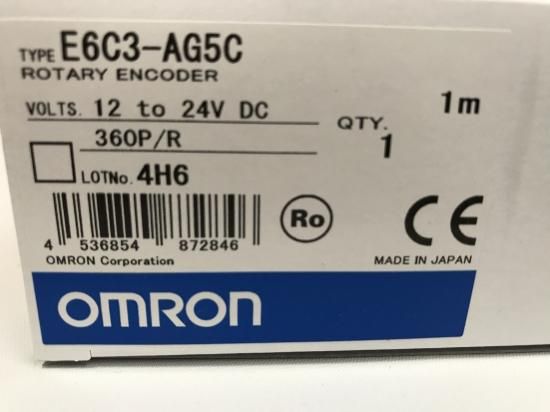 TYPE E6C3-AG5C
ROTARY ENCODER
VOLTS. 12 to 24V DC
1m
360P/R
QTY. 1
LOTNo. 4H6
Ro
CE
4 536854 872846
OMRON Corporation
MADE IN JAPAN
OMRON